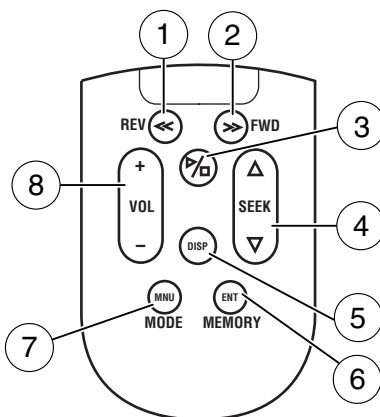 1 2
REV FWD
3
8 + VOL − SEEK 4
DISP
5
MNU ENT
7 MODE MEMORY 6